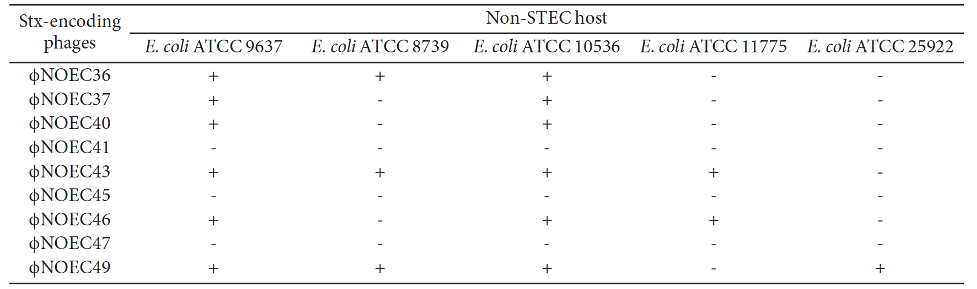 Stx-encoding phages Non-STEC host
E. coli ATCC 9637 E. coli ATCC 8739 E. coli ATCC 10536 E. coli ATCC 11775 E. coli ATCC 25922
ϕNOEC36 + + + - -
ϕNOEC37 + - + - -
ϕNOEC40 + - + - -
ϕNOEC41 - - - - -
ϕNOEC43 + + + + -
ϕNOEC45 - - - - -
ϕNOEC46 + - + + -
ϕNOEC47 - - - - -
ϕNOEC49 + + + - +